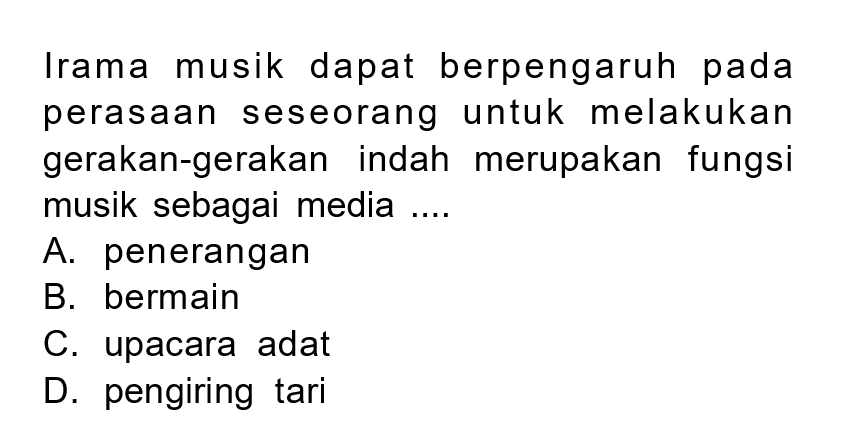 Irama musik dapat berpengaruh pada
perasaan seseorang untuk melakukan
gerakan-gerakan indah merupakan fungsi
musik sebagai media ....
A. penerangan
B. bermain
C. upacara adat
D. pengiring tari